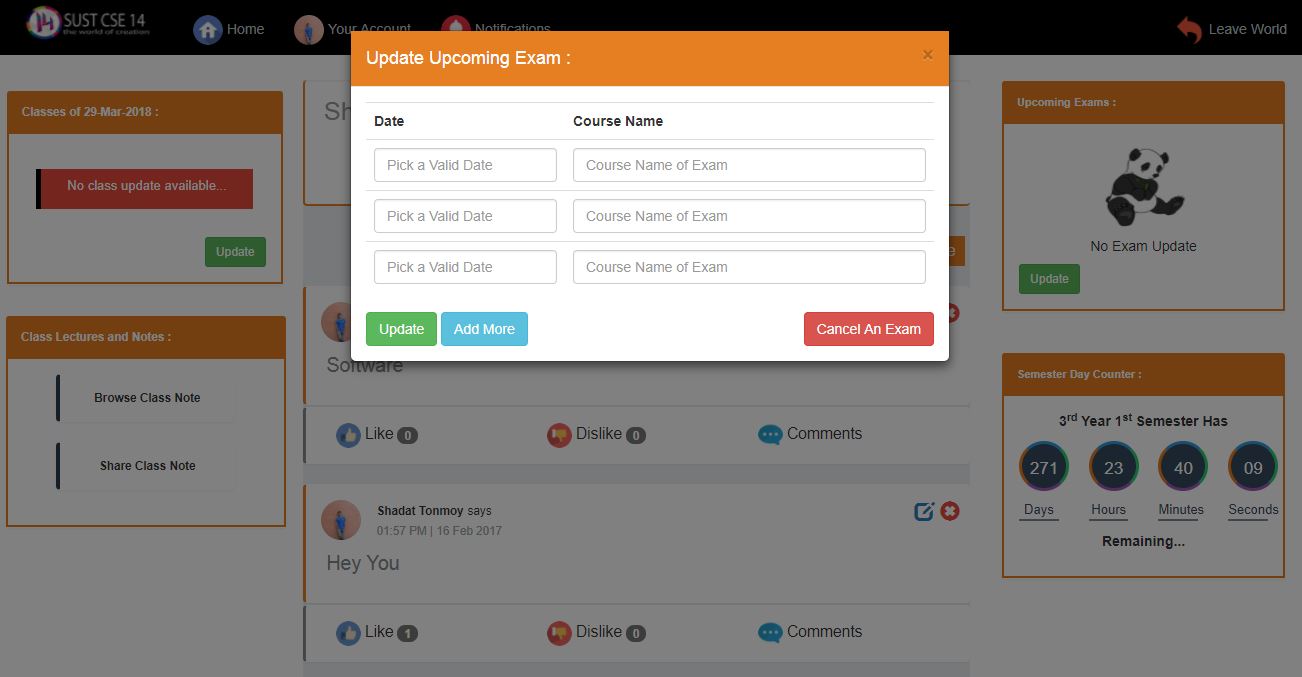 SUST CSE 14
the world of creation
Home
Your Account
Notifications
Leave World
Update Upcoming Exam :
×
Date
Course Name
Pick a Valid Date
Course Name of Exam
Pick a Valid Date
Course Name of Exam
Pick a Valid Date
Course Name of Exam
Update
Add More
Cancel An Exam
Classes of 29-Mar-2018 :
No class update available...
Update
Class Lectures and Notes :
Browse Class Note
Share Class Note
Sh
e
Software
Like 0
Dislike 0
Comments
Shadat Tonmoy says
01:57 PM | 16 Feb 2017
Hey You
Like 1
Dislike 0
Comments
Upcoming Exams :
No Exam Update
Update
Semester Day Counter :
3rd Year 1st Semester Has
271 23 40 09
Days Hours Minutes Seconds
Remaining...